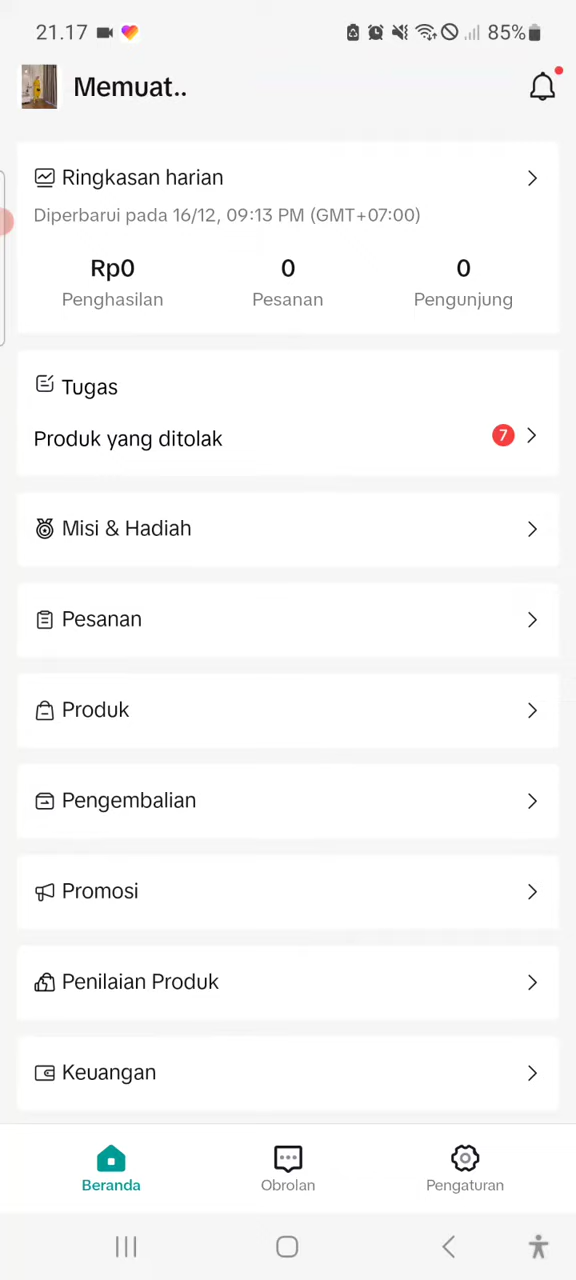 21.17 85%
Memuat..
Ringkasan harian
Diperbarui pada 16/12, 09:13 PM (GMT+07:00)
Rp0 0 0
Penghasilan Pesanan Pengunjung
Tugas
Produk yang ditolak 7
Misi & Hadiah
Pesanan
Produk
Pengembalian
Promosi
Penilaian Produk
Keuangan
Beranda Obrolan Pengaturan